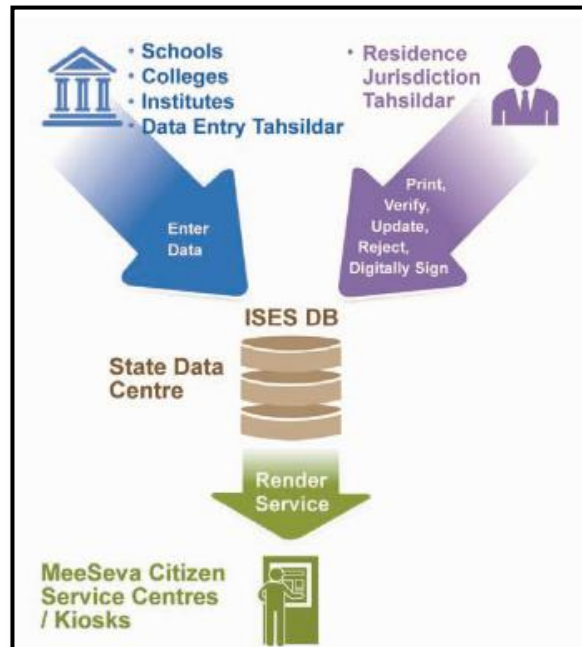 • Schools
• Colleges
• Institutes
• Data Entry Tahsildar
• Residence
Jurisdiction
Tahsildar
Enter
Data
Print,
Verify,
Update,
Reject,
Digitally Sign
ISES DB
State Data
Centre
Render
Service
MeeSeva Citizen
Service Centres
/ Kiosks